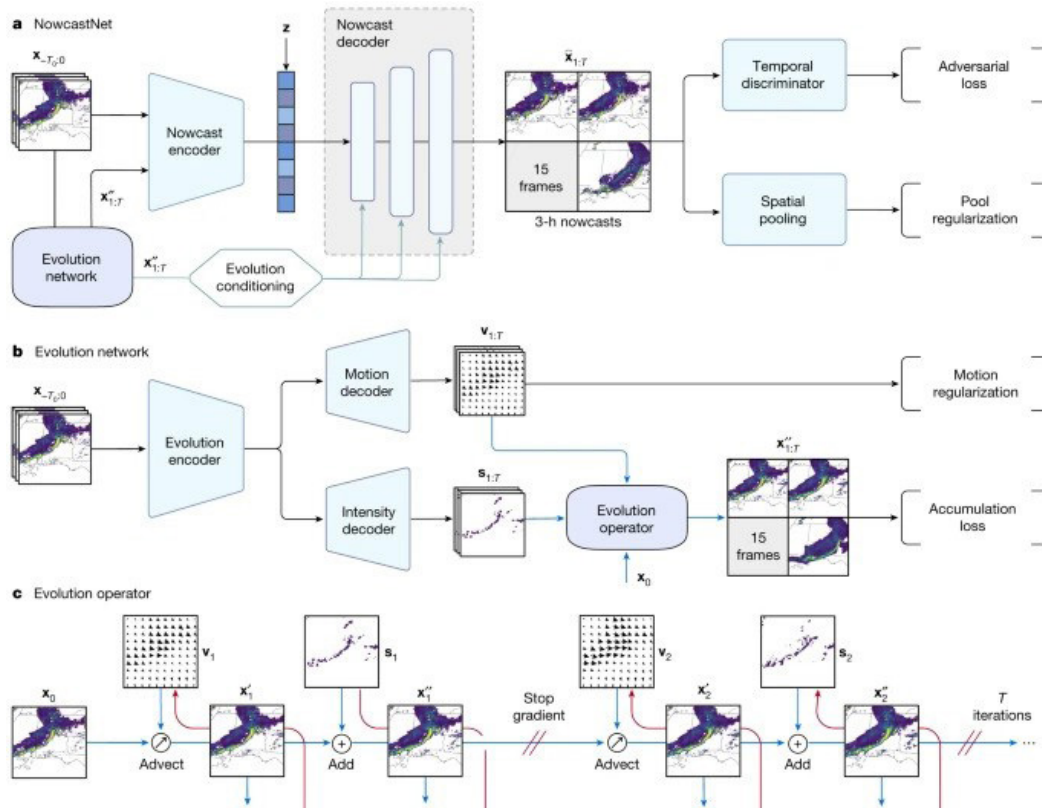 a NowcastNet
x₋T₀:0
Nowcast
encoder
z
Nowcast
decoder
x̂1:T
15
frames
3-h nowcasts
Temporal
discriminator
Adversarial
loss
Spatial
pooling
Pool
regularization
x″1:T
Evolution
network
x″1:T
Evolution
conditioning
b Evolution network
x₋T₀:0
Evolution
encoder
Motion
decoder
v1:T
Motion
regularization
Intensity
decoder
s1:T
Evolution
operator
x0
x″1:T
15
frames
Accumulation
loss
c Evolution operator
x0
Advect
v1
x′1
Add
s1
x″1
Stop
gradient
Advect
v2
x′2
Add
s2
x″2
T
iterations
...